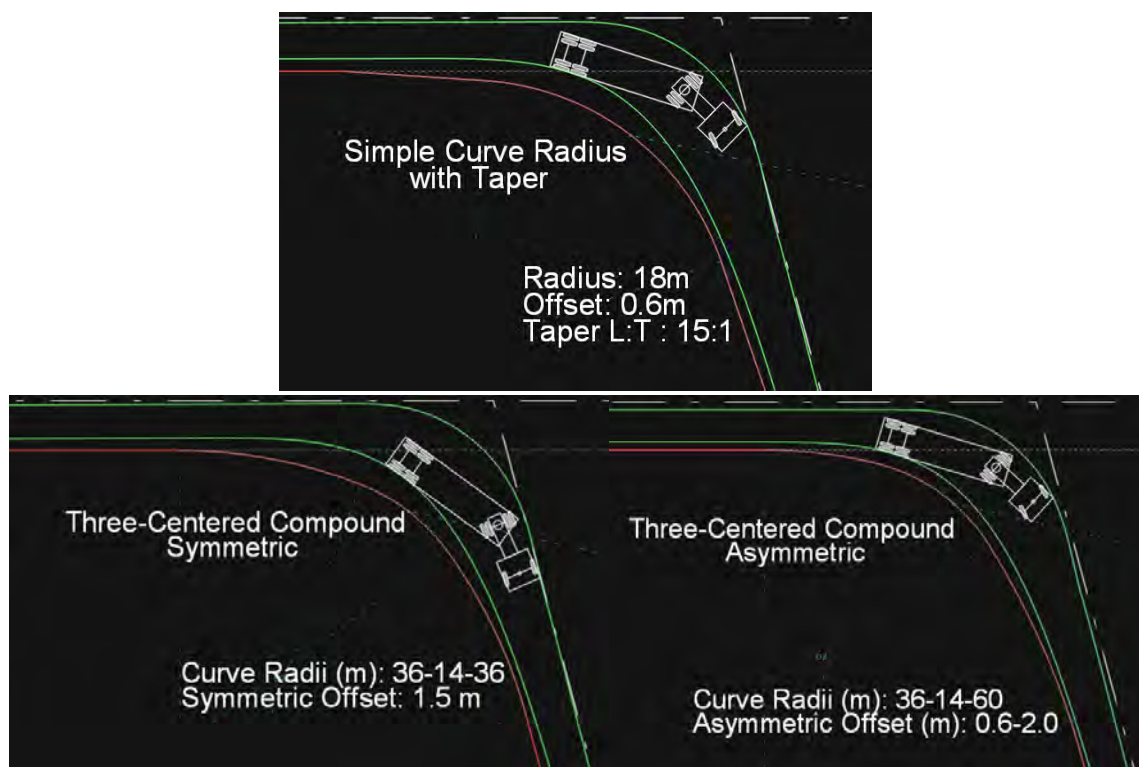 Simple Curve Radius
with Taper
Radius: 18m
Offset: 0.6m
Taper L:T : 15:1
Three-Centered Compound
Symmetric
Curve Radii (m): 36-14-36
Symmetric Offset: 1.5 m
Three-Centered Compound
Asymmetric
Curve Radii (m): 36-14-60
Asymmetric Offset (m): 0.6-2.0